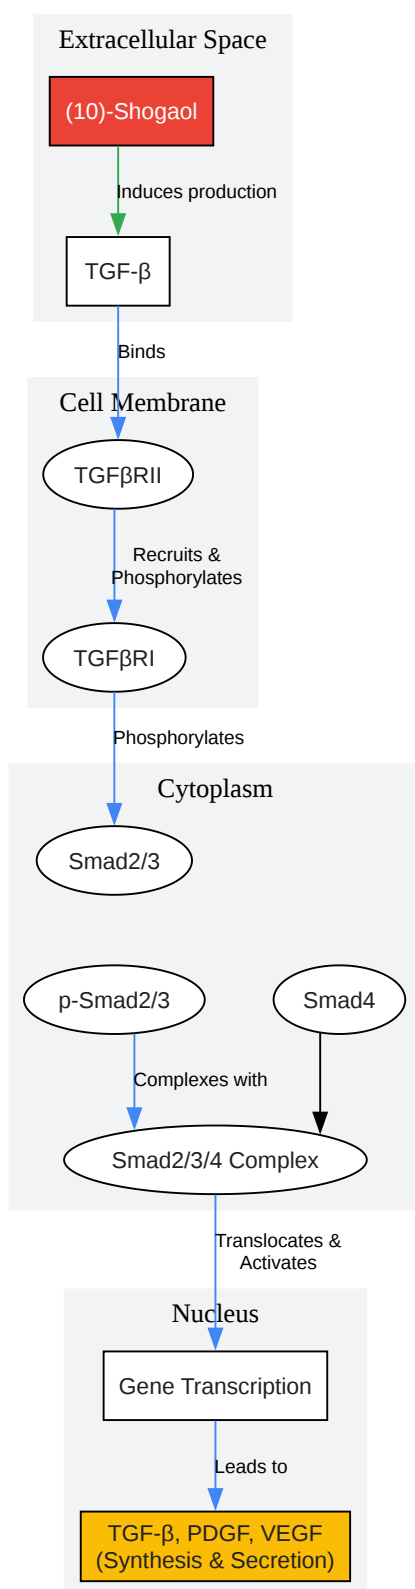 Extracellular Space
(10)-Shogaol
Induces production
TGF-β
Binds
Cell Membrane
TGFβRII
Recruits &
Phosphorylates
TGFβRI
Phosphorylates
Cytoplasm
Smad2/3
p-Smad2/3
Smad4
Complexes with
Smad2/3/4 Complex
Translocates &
Activates
Nucleus
Gene Transcription
Leads to
TGF-β, PDGF, VEGF
(Synthesis & Secretion)